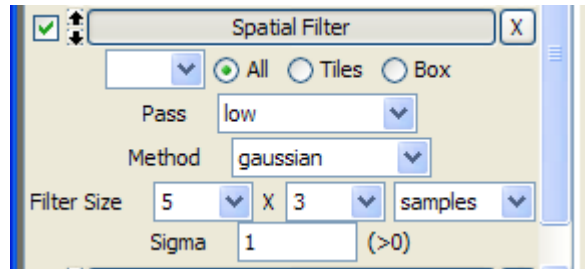 Spatial Filter X
All Tiles Box
Pass low
Method gaussian
Filter Size 5 X 3 samples
Sigma 1 (>0)